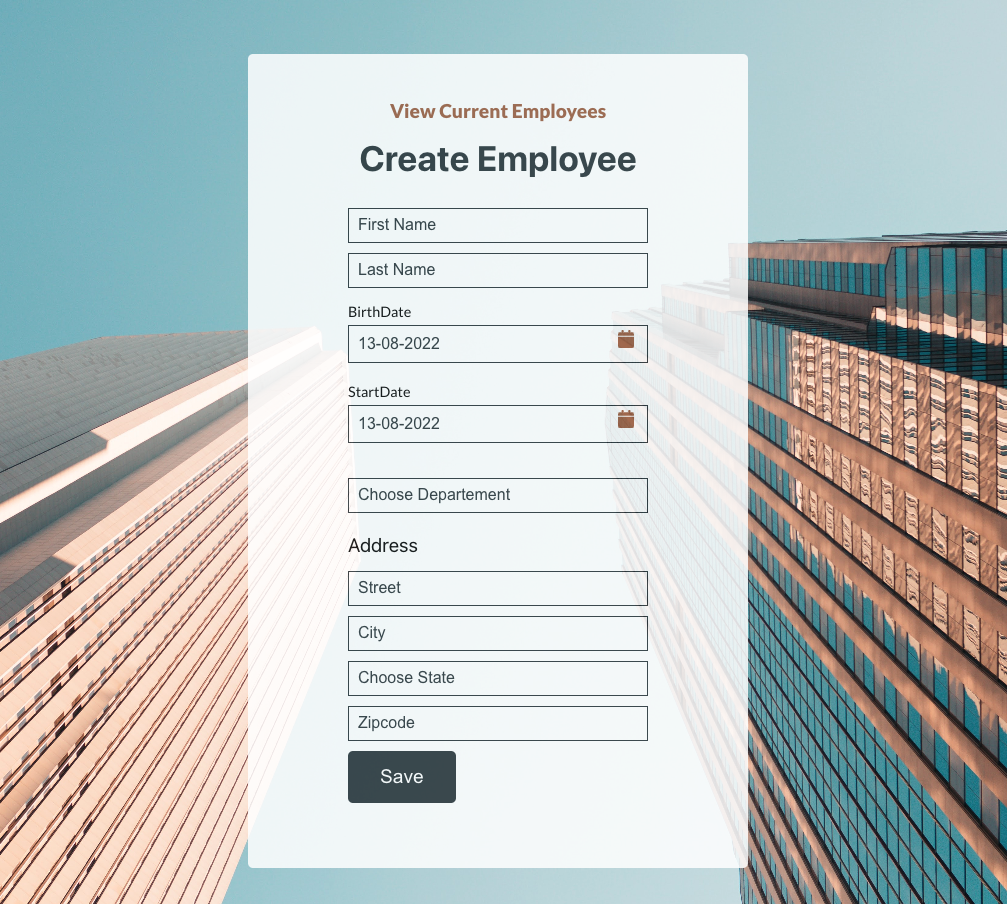 View Current Employees
Create Employee
First Name
Last Name
BirthDate
13-08-2022
StartDate
13-08-2022
Choose Departement
Address
Street
City
Choose State
Zipcode
Save